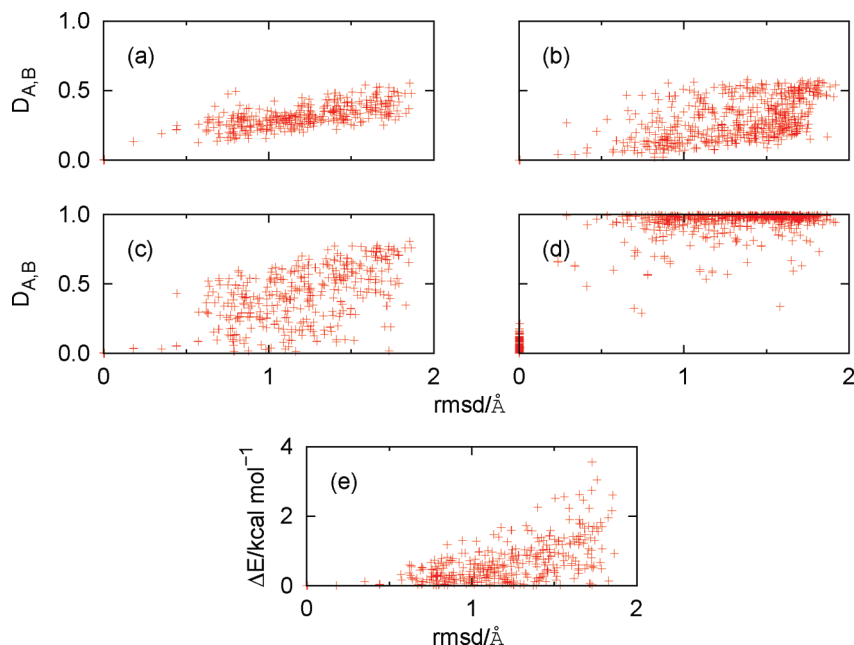 1.0
0.5
0.0
D_A,B
(a)
(b)
1.0
0.5
0.0
D_A,B
(c)
(d)
0
1
2
0
1
2
rmsd/Å
4
2
0
ΔE/kcal mol⁻¹
(e)
0
1
2
rmsd/Å